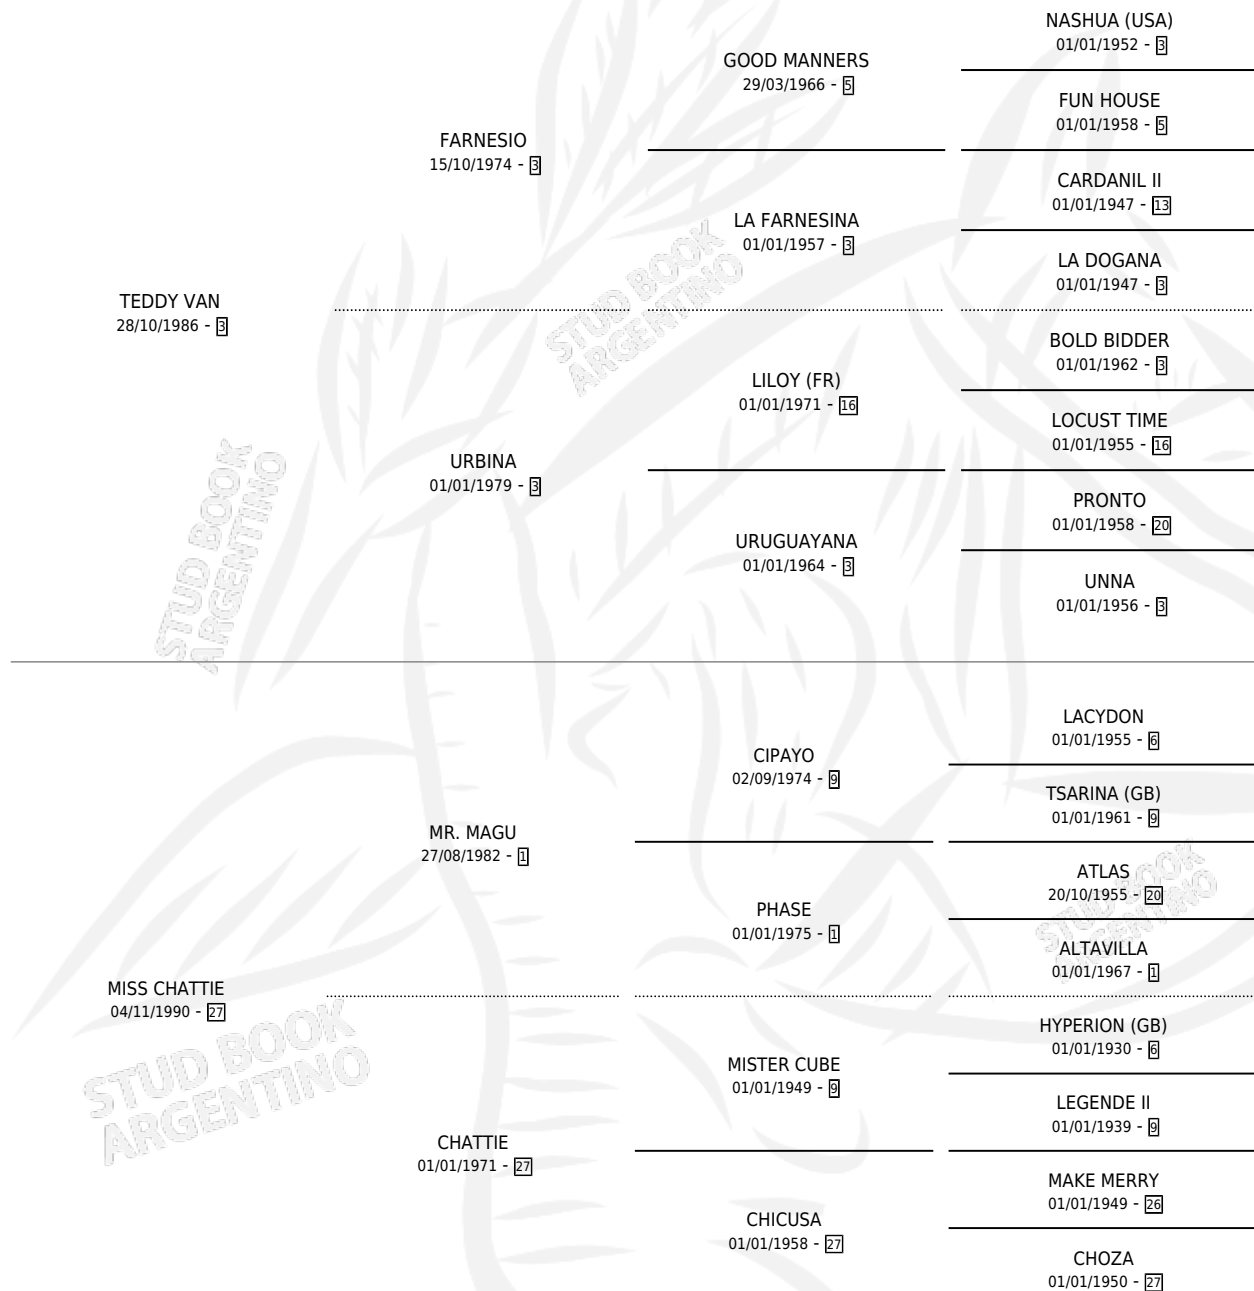 NASHUA (USA)
01/01/1952 - 3
GOOD MANNERS
29/03/1966 - 5
FUN HOUSE
01/01/1958 - 5
FARNESIO
15/10/1974 - 3
CARDANIL II
01/01/1947 - 13
LA FARNESINA
01/01/1957 - 3
LA DOGANA
01/01/1947 - 3
TEDDY VAN
28/10/1986 - 3
BOLD BIDDER
01/01/1962 - 3
LILOY (FR)
01/01/1971 - 16
LOCUST TIME
01/01/1955 - 16
URBINA
01/01/1979 - 3
PRONTO
01/01/1958 - 20
URUGUAYANA
01/01/1964 - 3
UNNA
01/01/1956 - 3
STUD BOOK
ARGENTINO
STUD BOOK
ARGENTINO
LACYDON
01/01/1955 - 6
CIPAYO
02/09/1974 - 9
TSARINA (GB)
01/01/1961 - 9
MR. MAGU
27/08/1982 - 1
ATLAS
20/10/1955 - 20
PHASE
01/01/1975 - 1
ALTAVILLA
01/01/1967 - 1
MISS CHATTIE
04/11/1990 - 27
HYPERION (GB)
01/01/1930 - 6
MISTER CUBE
01/01/1949 - 9
LEGENDE II
01/01/1939 - 9
CHATTIE
01/01/1971 - 27
MAKE MERRY
01/01/1949 - 26
CHICUSA
01/01/1958 - 27
CHOZA
01/01/1950 - 27
STUD BOOK
ARGENTINO
STUD BOOK
ARGENTINO